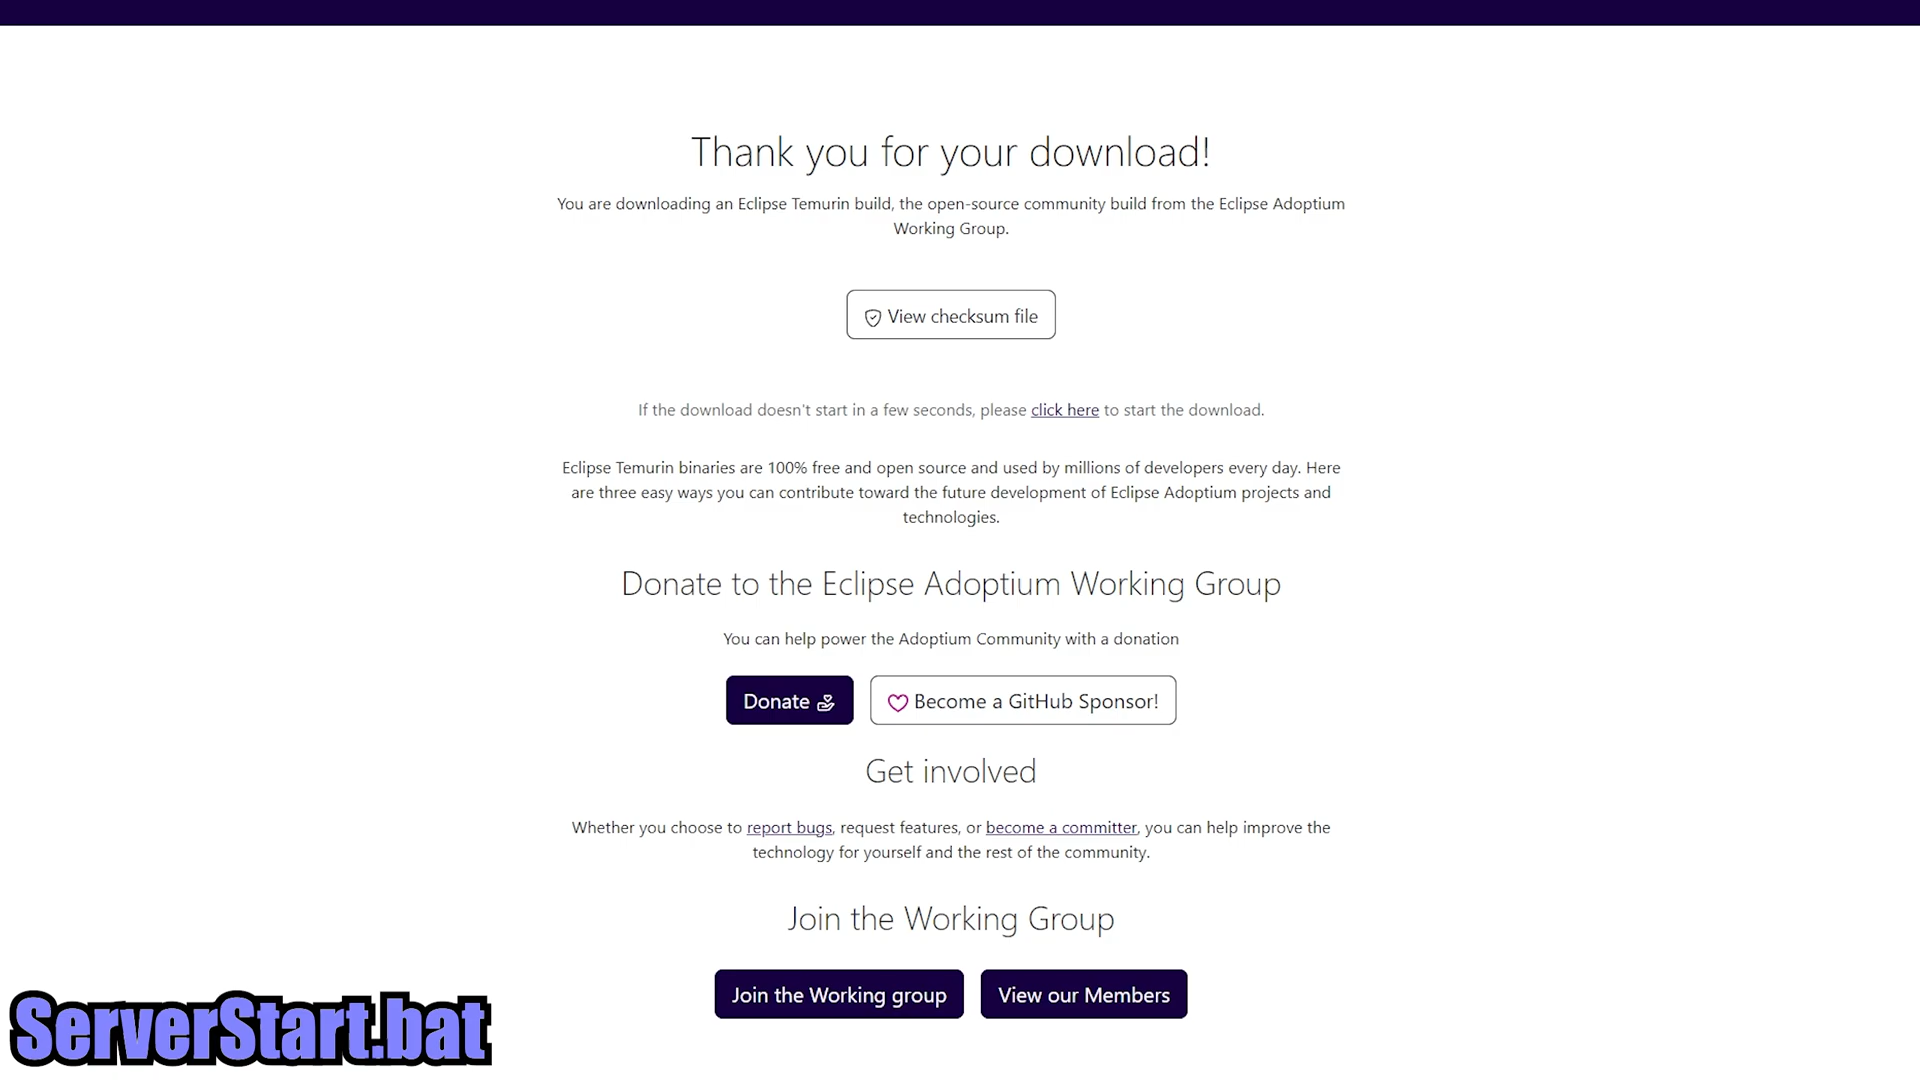 Thank you for your download!
You are downloading an Eclipse Temurin build, the open-source community build from the Eclipse Adoptium
Working Group.
View checksum file
If the download doesn't start in a few seconds, please click here to start the download.
Eclipse Temurin binaries are 100% free and open source and used by millions of developers every day. Here
are three easy ways you can contribute toward the future development of Eclipse Adoptium projects and
technologies.
Donate to the Eclipse Adoptium Working Group
You can help power the Adoptium Community with a donation
Donate
Become a GitHub Sponsor!
Get involved
Whether you choose to report bugs, request features, or become a committer, you can help improve the
technology for yourself and the rest of the community.
Join the Working Group
Join the Working group
View our Members
ServerStart.bat